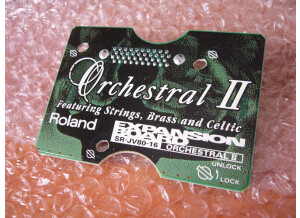 Orchestral II
Featuring Strings, Brass and Celtic
Roland
EXPANSION
BOARD
SR-JV80-16 ORCHESTRAL II
UNLOCK
LOCK